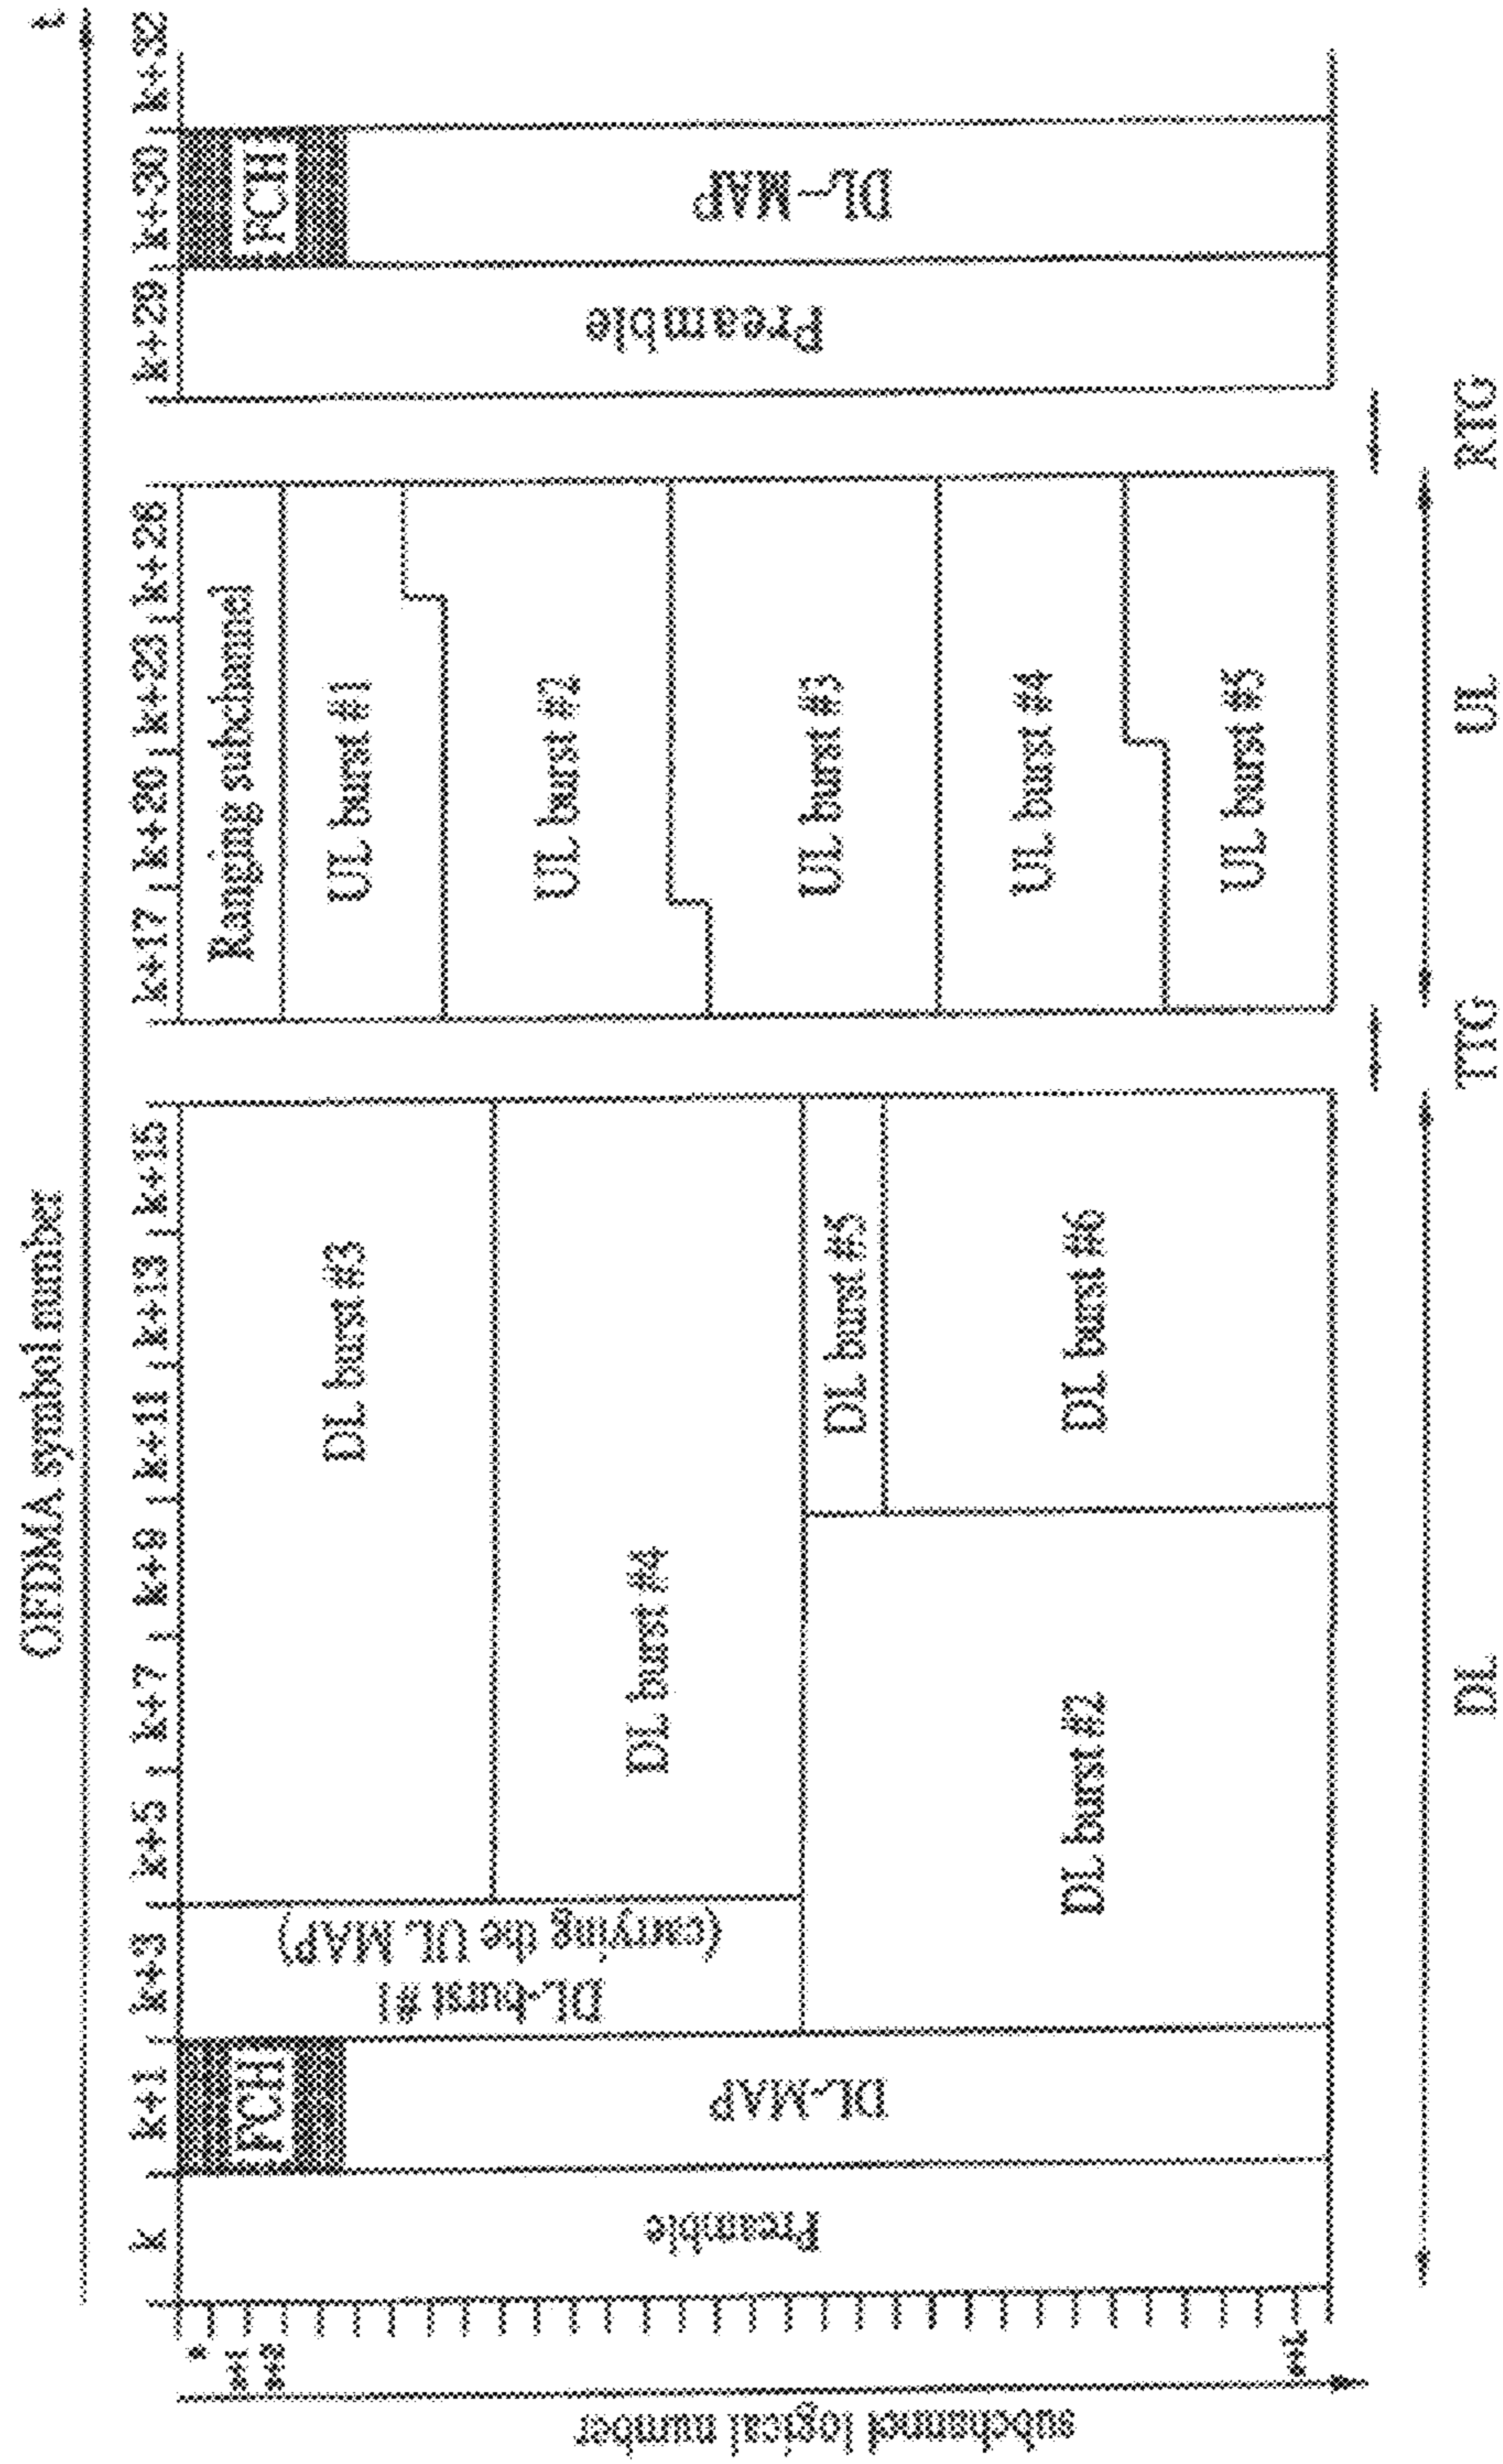 OFDMA symbol number
t
k k+1 k+3 k+5 k+7 k+9 k+11 k+13 k+15 k+17 k+20 k+23 k+26 k+29 k+30 k+32
s
s+1
s+2
s+L
subchannel logical number
Preamble
FCH
DL-MAP
DL-burst #1
(carrying the UL MAP)
DL burst #3
DL burst #4
DL burst #2
DL burst #5
DL burst #6
Ranging subchannel
UL burst #1
UL burst #2
UL burst #3
UL burst #4
UL burst #5
Preamble
FCH
DL-MAP
DL
TTG
UL
RTG